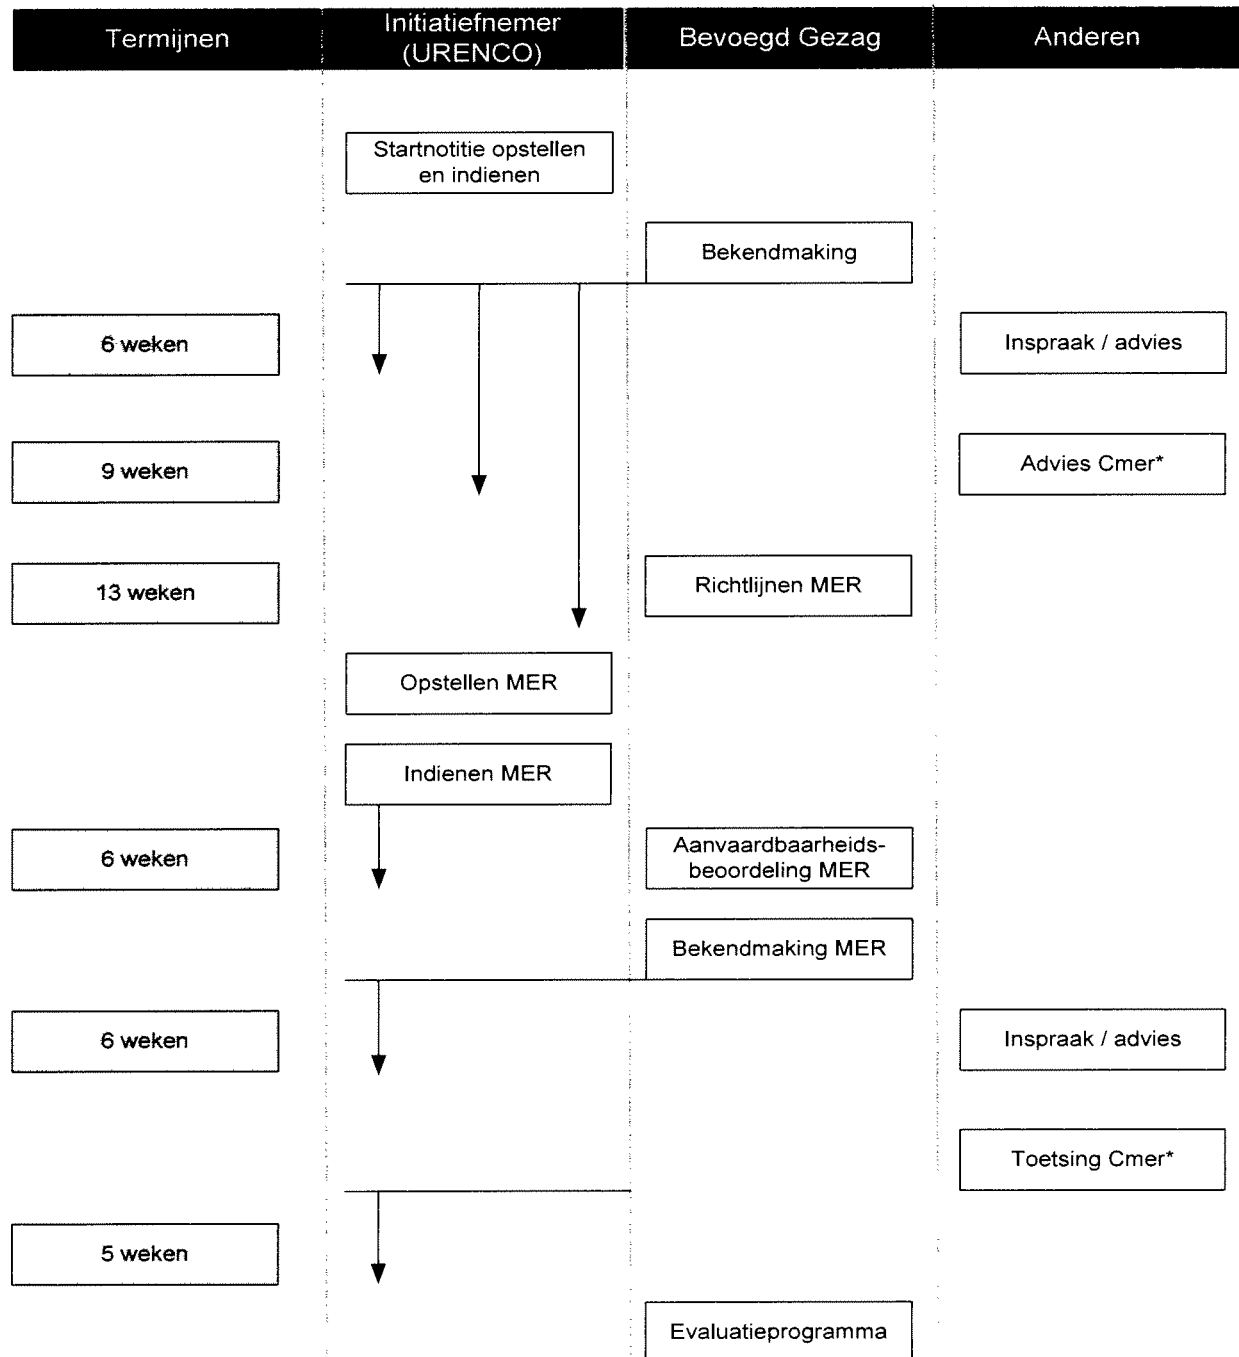 Termijnen
Initiatiefnemer
(URENCO)
Bevoegd Gezag
Anderen
Startnotitie opstellen
en indienen
Bekendmaking
6 weken
Inspraak / advies
9 weken
Advies Cmer*
13 weken
Richtlijnen MER
Opstellen MER
Indienen MER
6 weken
Aanvaardbaarheids-
beoordeling MER
Bekendmaking MER
6 weken
Inspraak / advies
Toetsing Cmer*
5 weken
Evaluatieprogramma